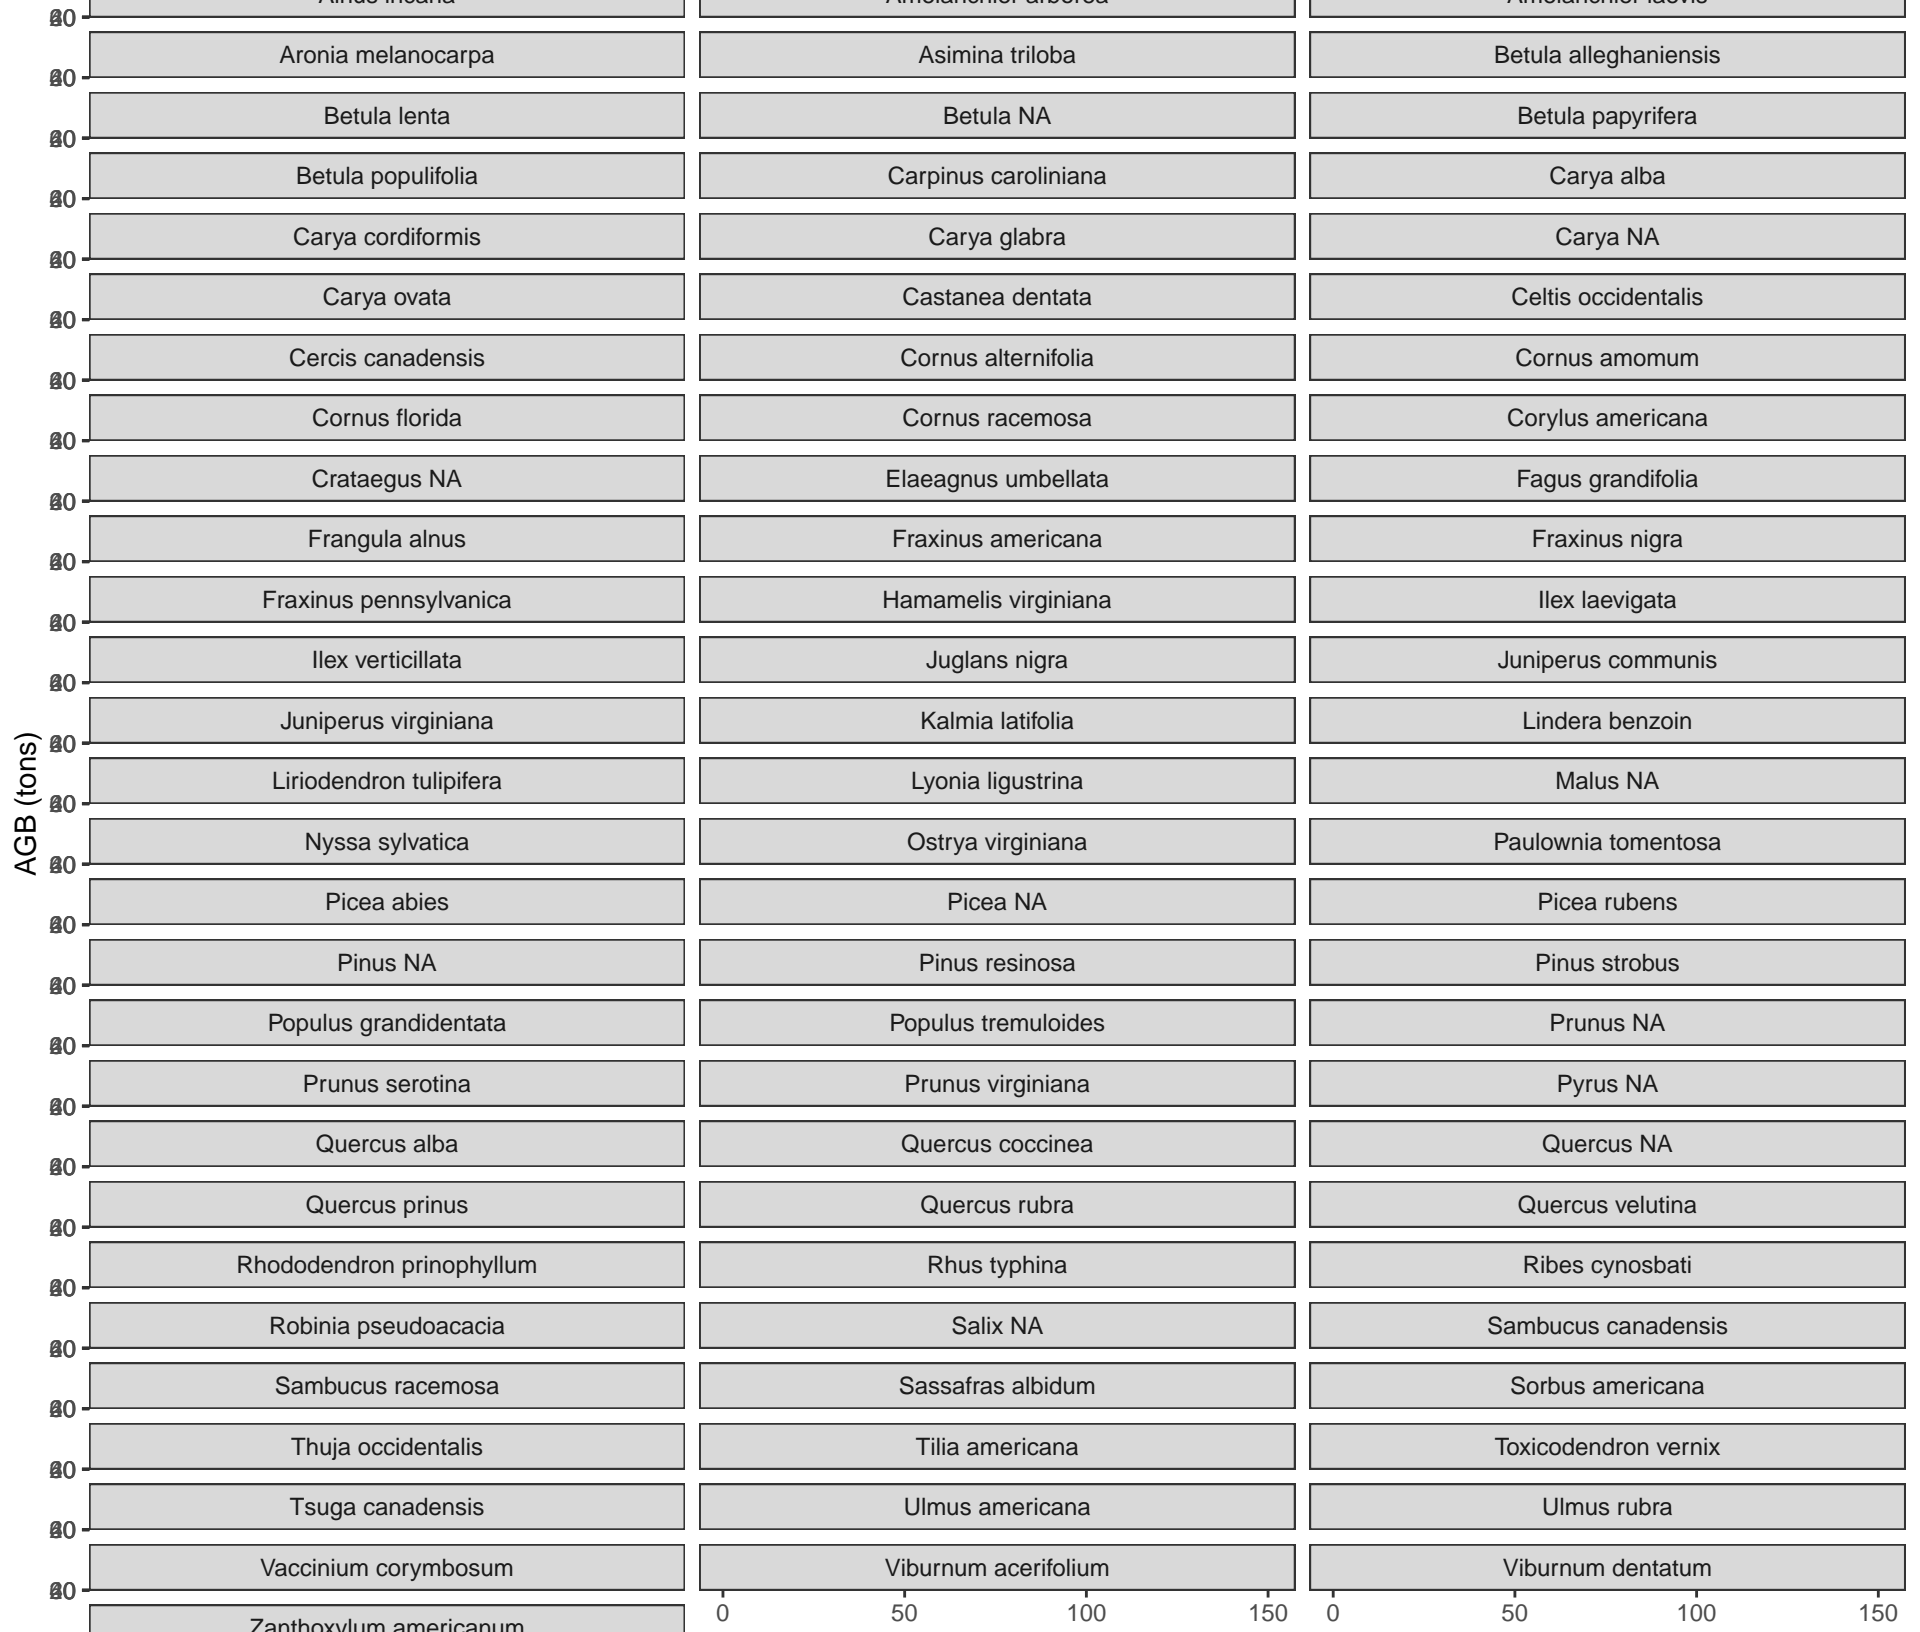 Alnus incana Amelanchier arborea Amelanchier laevis
Aronia melanocarpa Asimina triloba Betula alleghaniensis
Betula lenta Betula NA Betula papyrifera
Betula populifolia Carpinus caroliniana Carya alba
Carya cordiformis Carya glabra Carya NA
Carya ovata Castanea dentata Celtis occidentalis
Cercis canadensis Cornus alternifolia Cornus amomum
Cornus florida Cornus racemosa Corylus americana
Crataegus NA Elaeagnus umbellata Fagus grandifolia
Frangula alnus Fraxinus americana Fraxinus nigra
Fraxinus pennsylvanica Hamamelis virginiana Ilex laevigata
Ilex verticillata Juglans nigra Juniperus communis
Juniperus virginiana Kalmia latifolia Lindera benzoin
Liriodendron tulipifera Lyonia ligustrina Malus NA
AGB (tons)
Nyssa sylvatica Ostrya virginiana Paulownia tomentosa
Picea abies Picea NA Picea rubens
Pinus NA Pinus resinosa Pinus strobus
Populus grandidentata Populus tremuloides Prunus NA
Prunus serotina Prunus virginiana Pyrus NA
Quercus alba Quercus coccinea Quercus NA
Quercus prinus Quercus rubra Quercus velutina
Rhododendron prinophyllum Rhus typhina Ribes cynosbati
Robinia pseudoacacia Salix NA Sambucus canadensis
Sambucus racemosa Sassafras albidum Sorbus americana
Thuja occidentalis Tilia americana Toxicodendron vernix
Tsuga canadensis Ulmus americana Ulmus rubra
Vaccinium corymbosum Viburnum acerifolium Viburnum dentatum
0 50 100 150 0 50 100 150
Zanthoxylum americanum